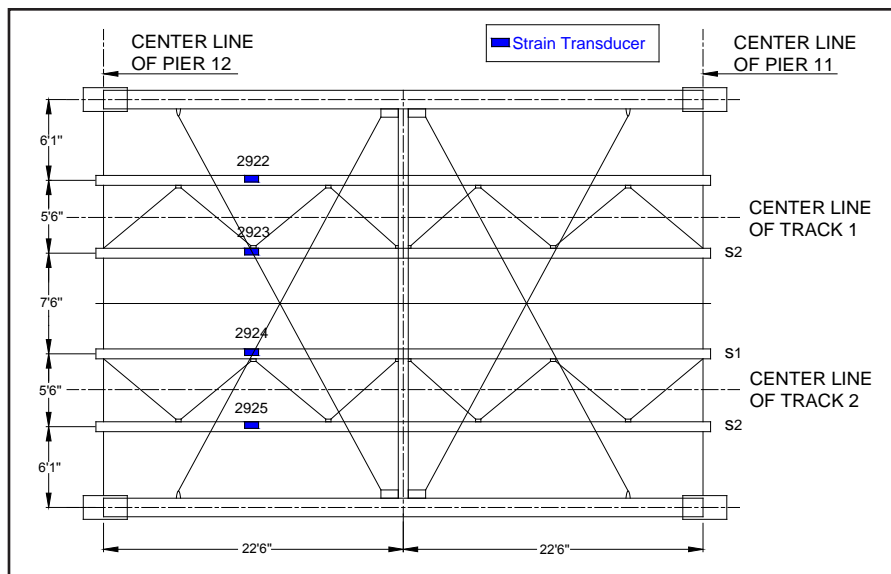 CENTER LINE
OF PIER 12
Strain Transducer
CENTER LINE
OF PIER 11
6'1"
2922
5'6"
CENTER LINE
OF TRACK 1
2923
S2
7'6"
2924
S1
5'6"
CENTER LINE
OF TRACK 2
2925
S2
6'1"
22'6"
22'6"